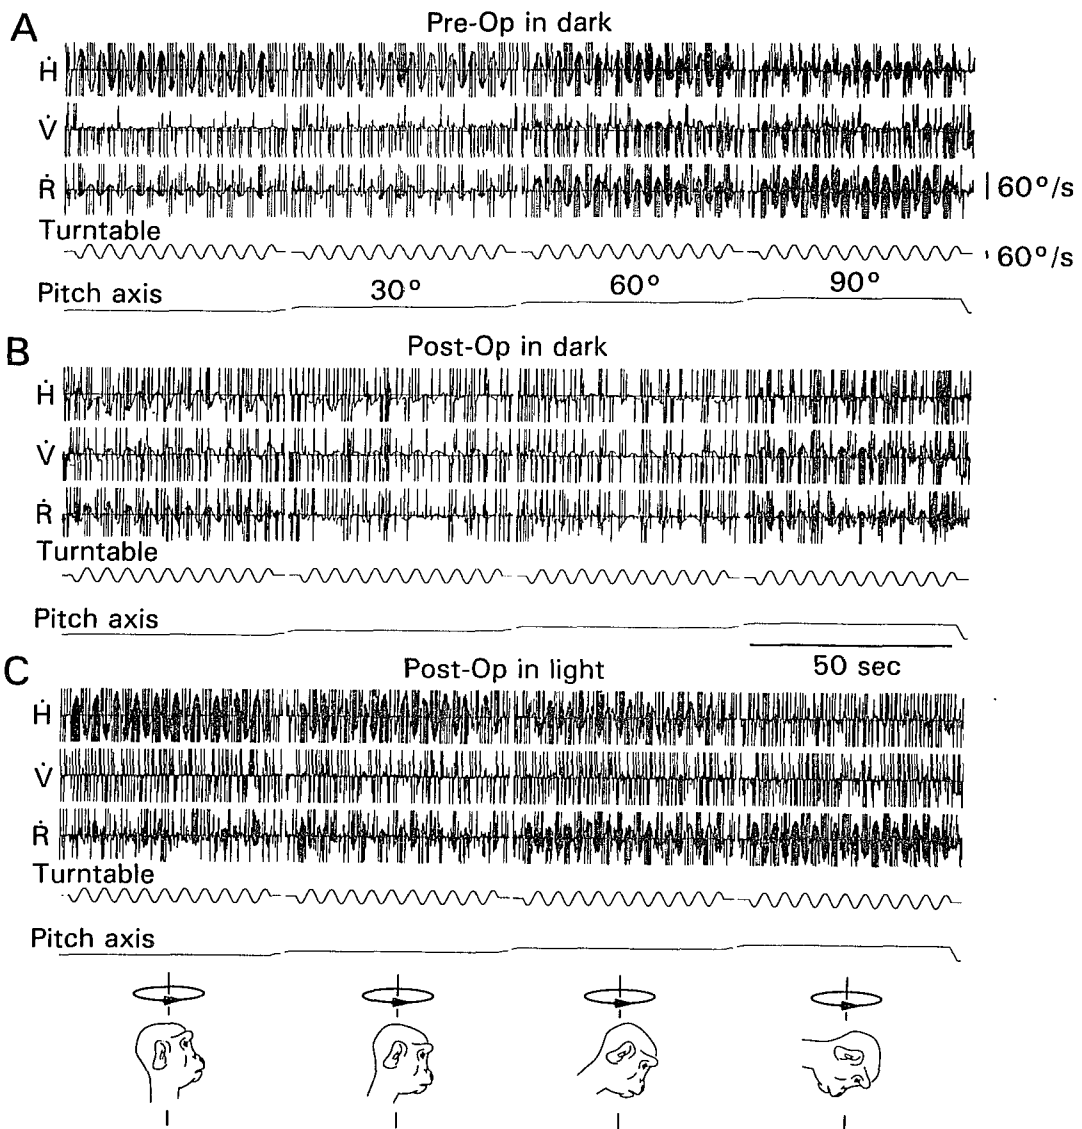 A
Pre-Op in dark
Ḣ
V̇
Ṙ
60°/s
Turntable
60°/s
Pitch axis
30°
60°
90°
B
Post-Op in dark
Ḣ
V̇
Ṙ
Turntable
Pitch axis
50 sec
C
Post-Op in light
Ḣ
V̇
Ṙ
Turntable
Pitch axis